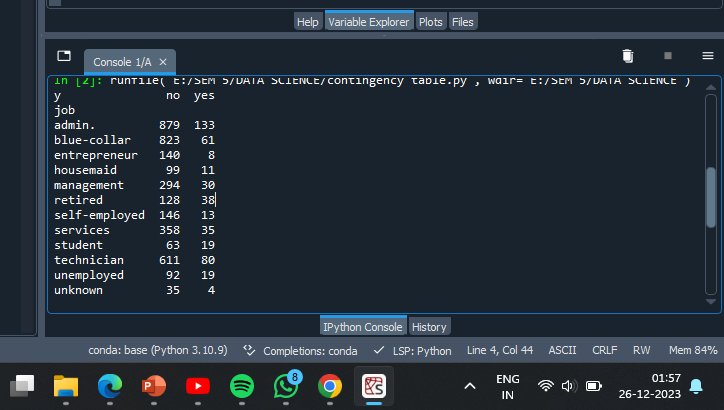 Help Variable Explorer Plots Files
Console 1/A
In [2]: runfile('E:/SEM 5/DATA SCIENCE/contingency table.py', wdir='E:/SEM 5/DATA SCIENCE')
y no yes
job
admin. 879 133
blue-collar 823 61
entrepreneur 140 8
housemaid 99 11
management 294 30
retired 128 38
self-employed 146 13
services 358 35
student 63 19
technician 611 80
unemployed 92 19
unknown 35 4
IPython Console History
conda: base (Python 3.10.9) Completions: conda LSP: Python Line 4, Col 44 ASCII CRLF RW Mem 84%
8
ENG 01:57
IN 26-12-2023